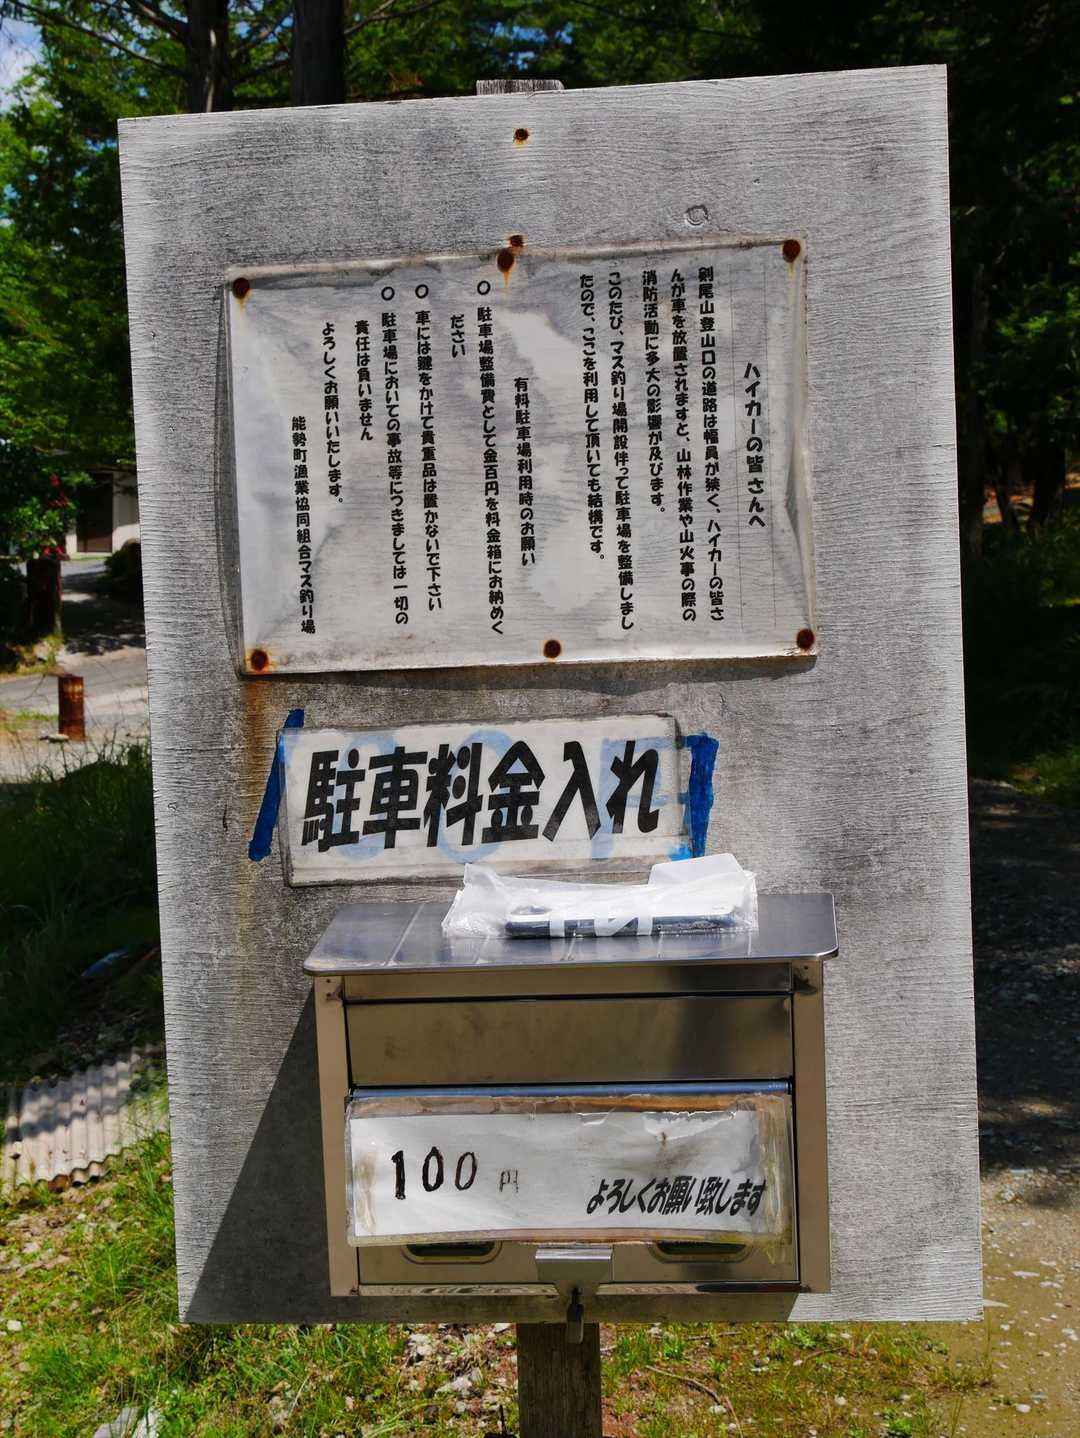 ハイカーの皆さんへ
剣尾山登山口の道路は幅員が狭く、ハイカーの皆さ
んが車を放置されますと、山林作業や山火事の際の
消防活動に多大の影響が及びます。
このたび、マス釣り場開設伴って駐車場を整備しまし
たので、ここを利用して頂いても結構です。
有料駐車場利用時のお願い
○ 駐車場整備費として金百円を料金箱にお納めく
ださい
○ 車には鍵をかけて貴重品は置かないで下さい
○ 駐車場においての事故等につきましては一切の
責任は負いません
よろしくお願いいたします。
能勢町漁業協同組合マス釣り場
駐車料金入れ
100 円
よろしくお願い致します